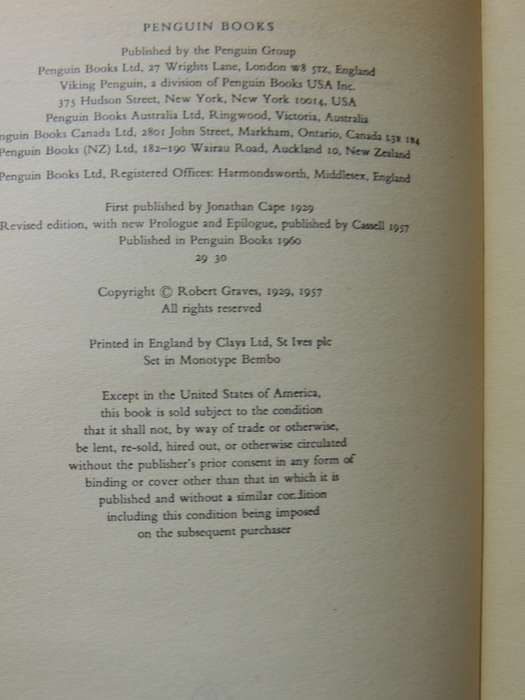 PENGUIN BOOKS
Published by the Penguin Group
Penguin Books Ltd, 27 Wrights Lane, London W8 5TZ, England
Viking Penguin, a division of Penguin Books USA Inc.
375 Hudson Street, New York, New York 10014, USA
Penguin Books Australia Ltd, Ringwood, Victoria, Australia
nguin Books Canada Ltd, 2801 John Street, Markham, Ontario, Canada L3R 1B4
Penguin Books (NZ) Ltd, 182–190 Wairau Road, Auckland 10, New Zealand
Penguin Books Ltd, Registered Offices: Harmondsworth, Middlesex, England
First published by Jonathan Cape 1929
Revised edition, with new Prologue and Epilogue, published by Cassell 1957
Published in Penguin Books 1960
29 30
Copyright © Robert Graves, 1929, 1957
All rights reserved
Printed in England by Clays Ltd, St Ives plc
Set in Monotype Bembo
Except in the United States of America,
this book is sold subject to the condition
that it shall not, by way of trade or otherwise,
be lent, re-sold, hired out, or otherwise circulated
without the publisher's prior consent in any form of
binding or cover other than that in which it is
published and without a similar condition
including this condition being imposed
on the subsequent purchaser